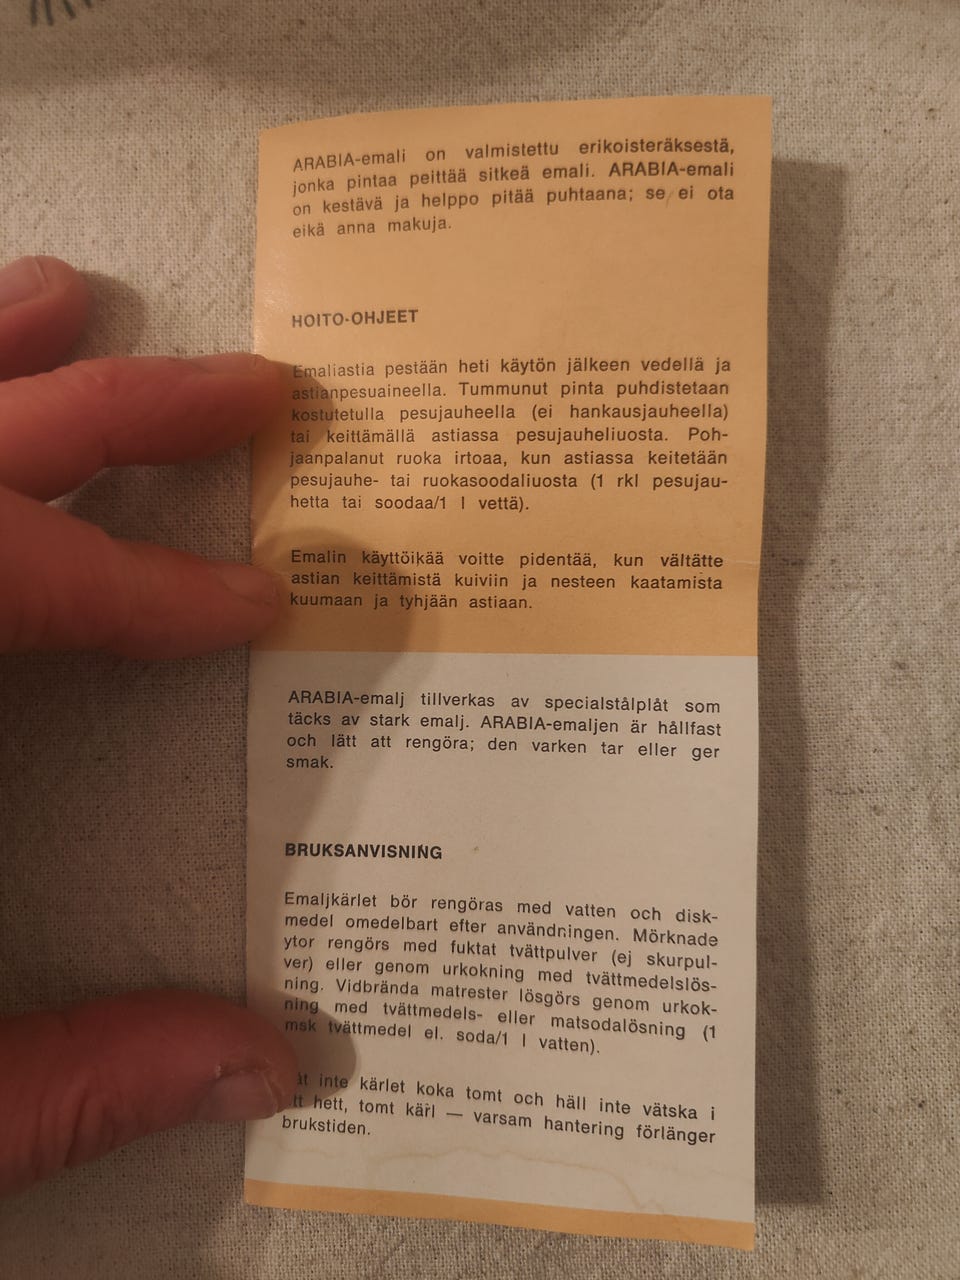 ARABIA-emali on valmistettu erikoisteräksestä,
jonka pintaa peittää sitkeä emali. ARABIA-emali
on kestävä ja helppo pitää puhtaana; se ei ota
eikä anna makuja.
HOITO-OHJEET
Emaliastia pestään heti käytön jälkeen vedellä ja
astianpesuaineella. Tummunut pinta puhdistetaan
kostutetulla pesujauheella (ei hankausjauheella)
tai keittämällä astiassa pesujauheliuosta. Poh-
jaanpalanut ruoka irtoaa, kun astiassa keitetään
pesujauhe- tai ruokasoodaliuosta (1 rkl pesujau-
hetta tai soodaa/1 l vettä).
Emalin käyttöikää voitte pidentää, kun vältätte
astian keittämistä kuiviin ja nesteen kaatamista
kuumaan ja tyhjään astiaan.
ARABIA-emalj tillverkas av specialstålplåt som
täcks av stark emalj. ARABIA-emaljen är hållfast
och lätt att rengöra; den varken tar eller ger
smak.
BRUKSANVISNING
Emaljkärlet bör rengöras med vatten och disk-
medel omedelbart efter användningen. Mörknade
ytor rengörs med fuktat tvättpulver (ej skurpul-
ver) eller genom urkokning med tvättmedelslös-
ning. Vidbrända matrester lösgörs genom urkok-
ning med tvättmedels- eller matsodalösning (1
msk tvättmedel el. soda/1 l vatten).
inte kärlet koka tomt och häll inte vätska i
hett, tomt kärl — varsam hantering förlänger
brukstiden.